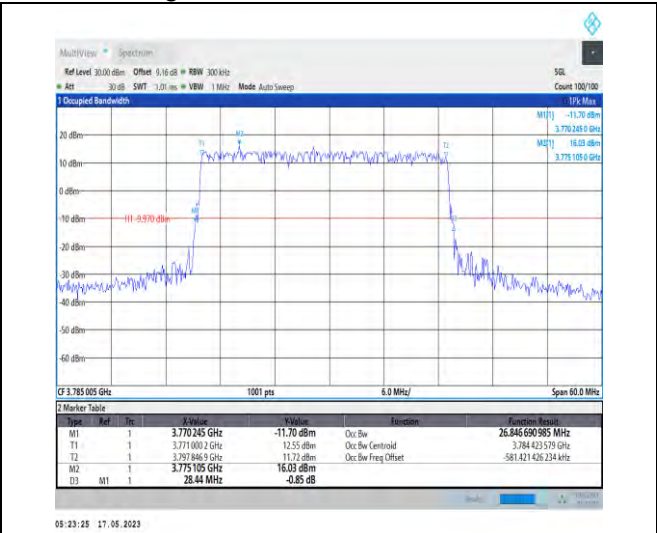 MultiView Spectrum
Ref Level 30.00 dBm Offset 9.16 dB RBW 300 kHz SGL
Att 30 dB SWT 1.01 ms VBW 1 MHz Mode Auto Sweep Count 100/100
1 Occupied Bandwidth 1Pk Max
M1[1] -11.70 dBm
3.770 245 0 GHz
M2[1] 16.03 dBm
3.775 105 0 GHz
20 dBm
M2
T1
T2
10 dBm
0 dBm
M1
-10 dBm
H1 -9.970 dBm
-20 dBm
-30 dBm
-40 dBm
-50 dBm
-60 dBm
CF 3.785 005 GHz 1001 pts 6.0 MHz/ Span 60.0 MHz
2 Marker Table
Type Ref Trc X-Value Y-Value Function Function Result
M1 1 3.770 245 GHz -11.70 dBm Occ Bw 26.846 690 985 MHz
T1 1 3.771 000 2 GHz 12.55 dBm Occ Bw Centroid 3.784 423 579 GHz
T2 1 3.797 846 9 GHz 11.72 dBm Occ Bw Freq Offset -581.421 426 234 kHz
M2 1 3.775 105 GHz 16.03 dBm
D3 M1 1 28.44 MHz -0.85 dB
05:23:25 17.05.2023